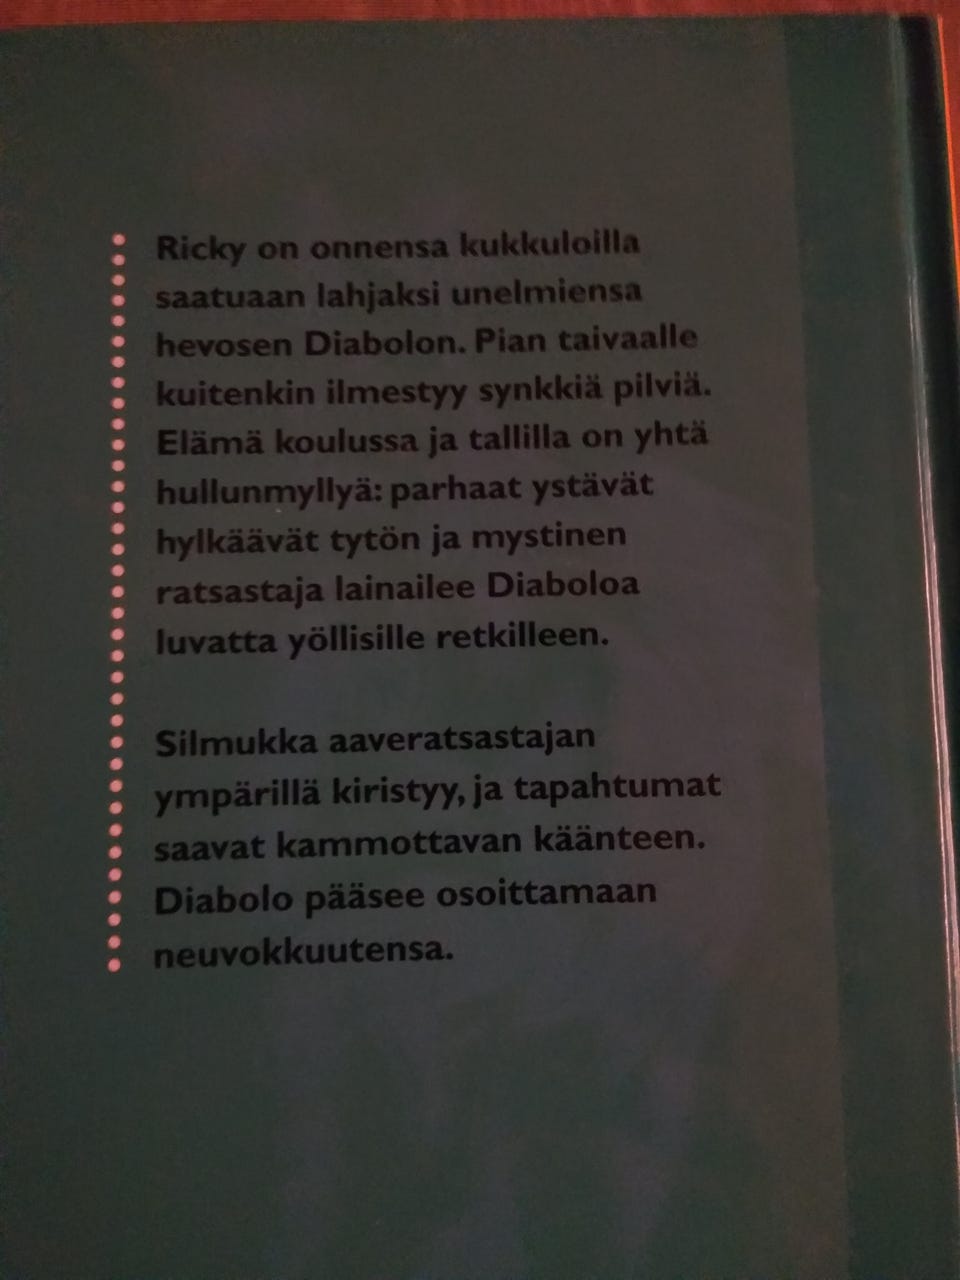 Ricky on onnensa kukkuloilla
saatuaan lahjaksi unelmiensa
hevosen Diabolon. Pian taivaalle
kuitenkin ilmestyy synkkiä pilviä.
Elämä koulussa ja tallilla on yhtä
hullunmyllyä: parhaat ystävät
hylkäävät tytön ja mystinen
ratsastaja lainailee Diaboloa
luvatta yöllisille retkilleen.
Silmukka aaveratsastajan
ympärillä kiristyy, ja tapahtumat
saavat kammottavan käänteen.
Diabolo pääsee osoittamaan
neuvokkuutensa.